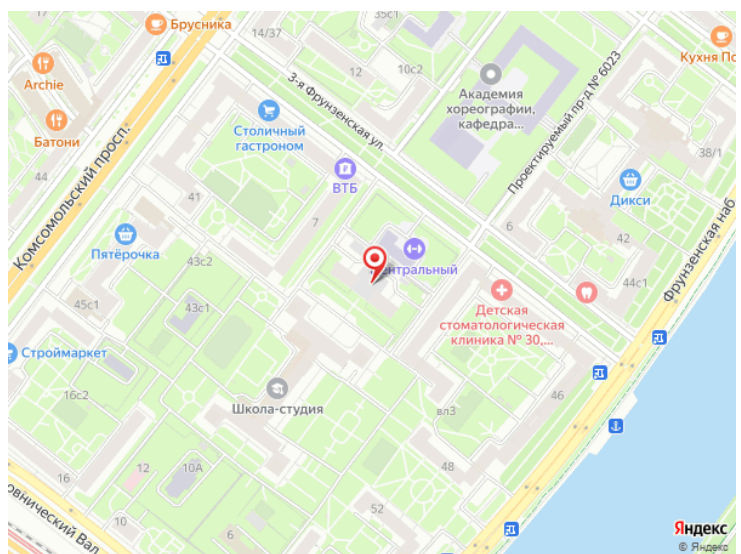 35с1
Брусника
14/37
Кухня По
Archie
12
10с2
3-я Фрунзенская ул.
Академия
хореографии,
кафедра...
Проектируемый пр-д № 6023
Столичный
гастроном
Батони
Комсомольский просп.
38/1
44
ВТБ
41
Дикси
7
6
42
Пятёрочка
43с2
Центральный
Фрунзенская наб
44с1
45с1
43с1
Детская
стоматологическая
клиника № 30,...
Строймаркет
16с2
Школа-студия
46
вл3
16
12
10А
48
овнический Вал
10
6
52
Яндекс
© Яндекс